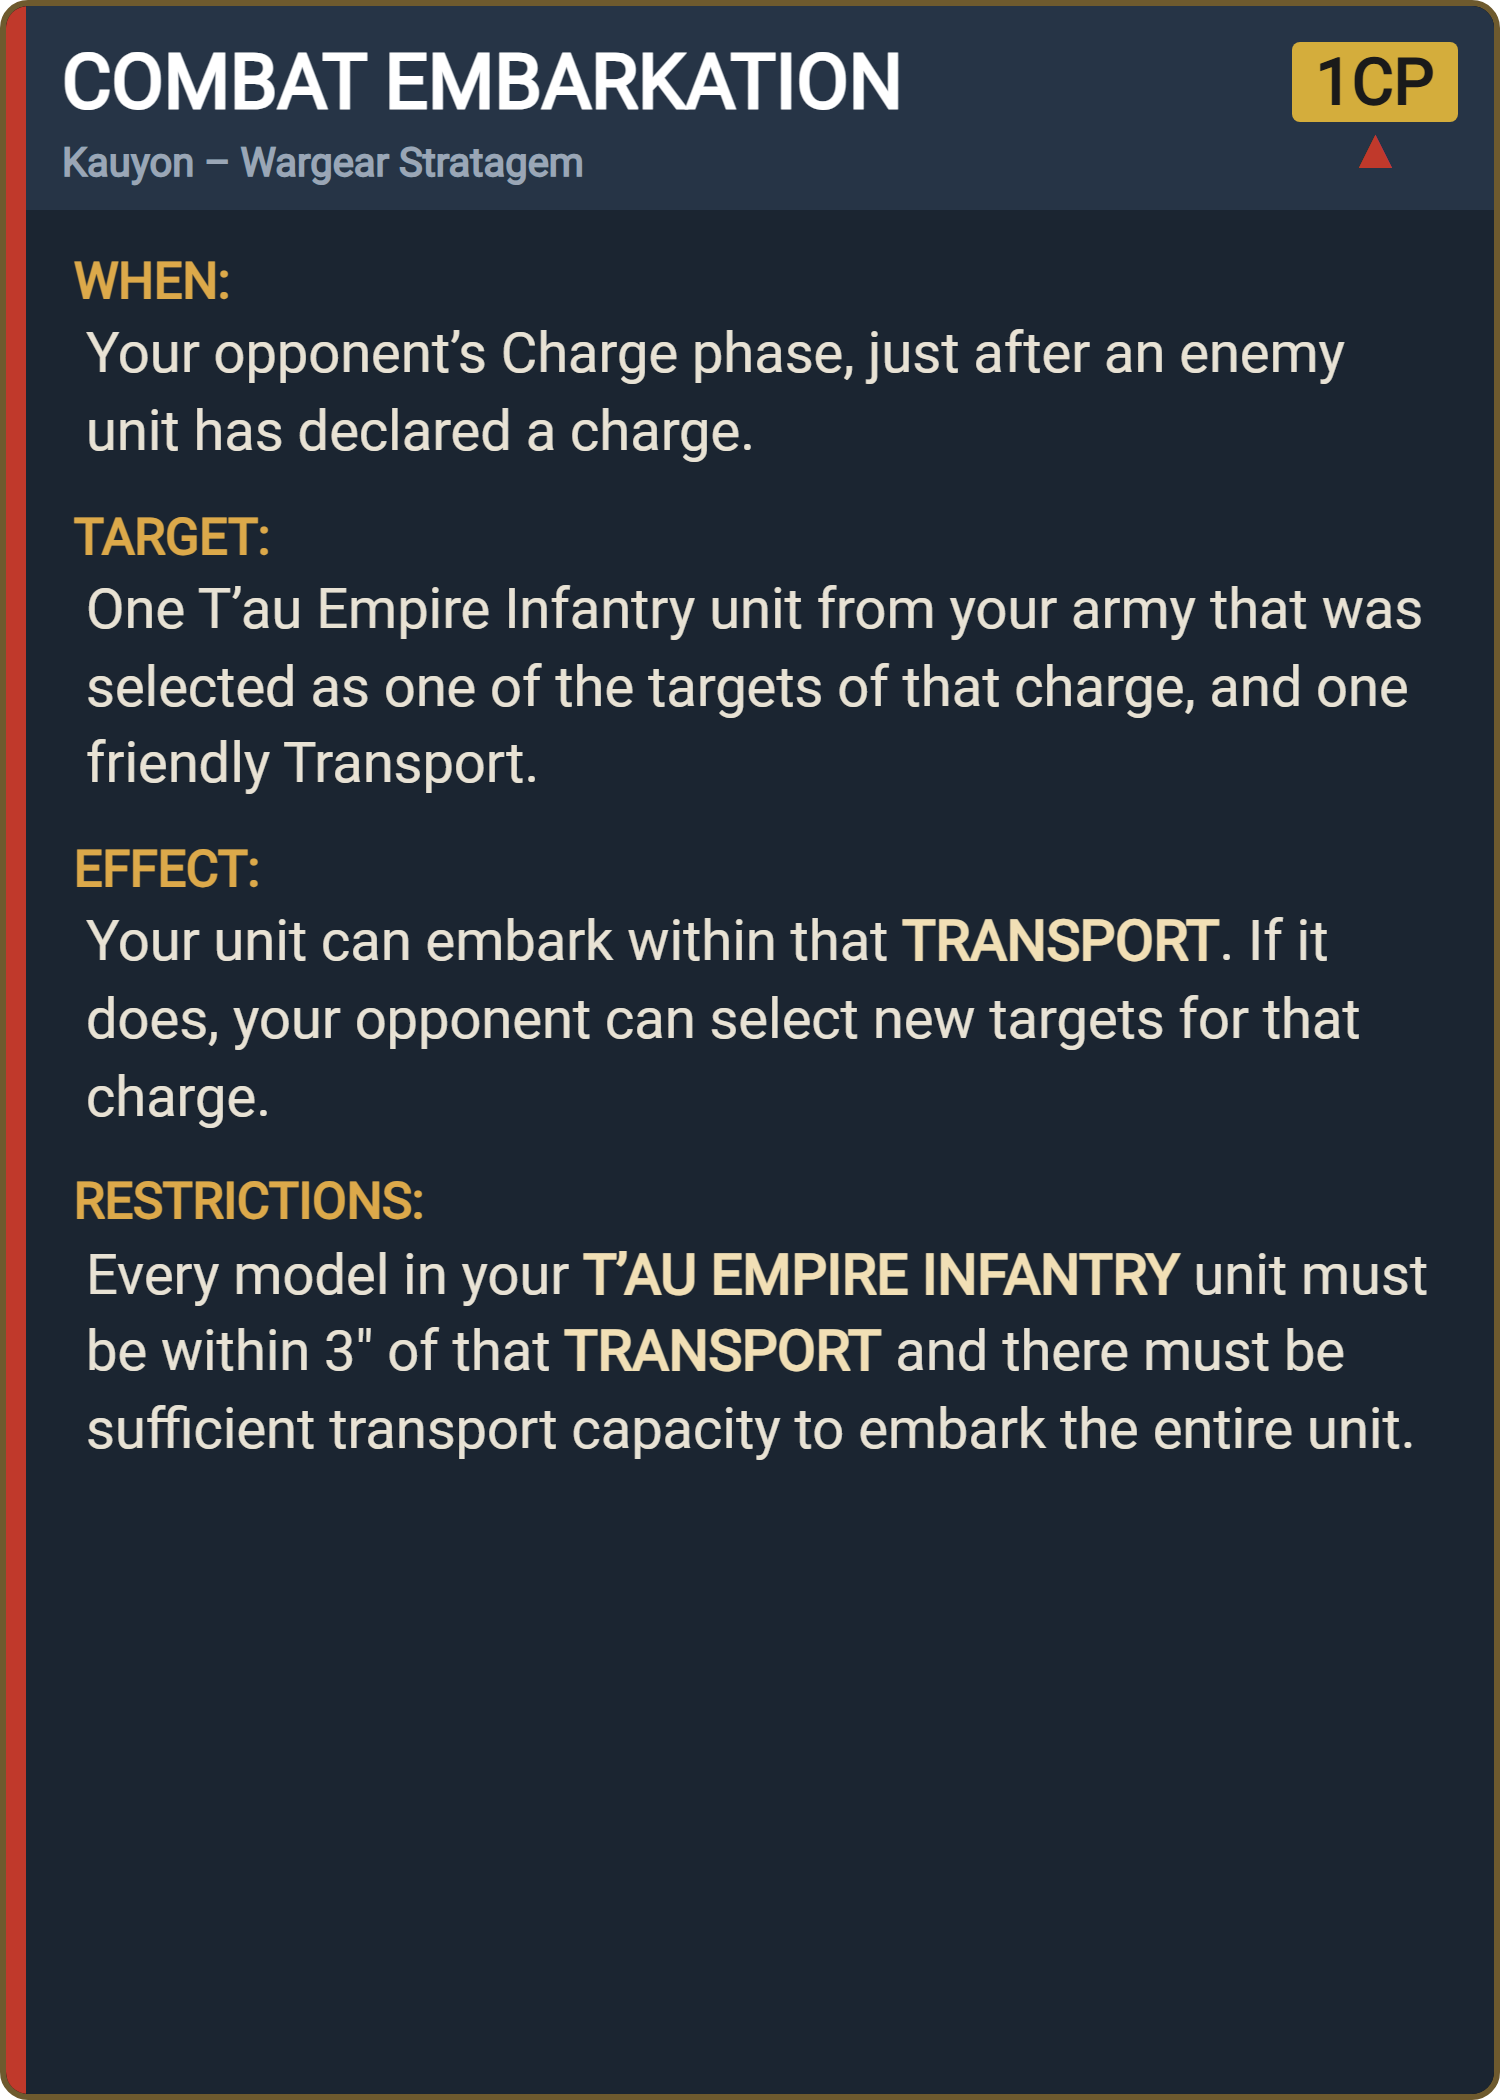 COMBAT EMBARKATION
1CP
Kauyon – Wargear Stratagem
WHEN:
Your opponent’s Charge phase, just after an enemy
unit has declared a charge.
TARGET:
One T’au Empire Infantry unit from your army that was
selected as one of the targets of that charge, and one
friendly Transport.
EFFECT:
Your unit can embark within that TRANSPORT. If it
does, your opponent can select new targets for that
charge.
RESTRICTIONS:
Every model in your T’AU EMPIRE INFANTRY unit must
be within 3" of that TRANSPORT and there must be
sufficient transport capacity to embark the entire unit.